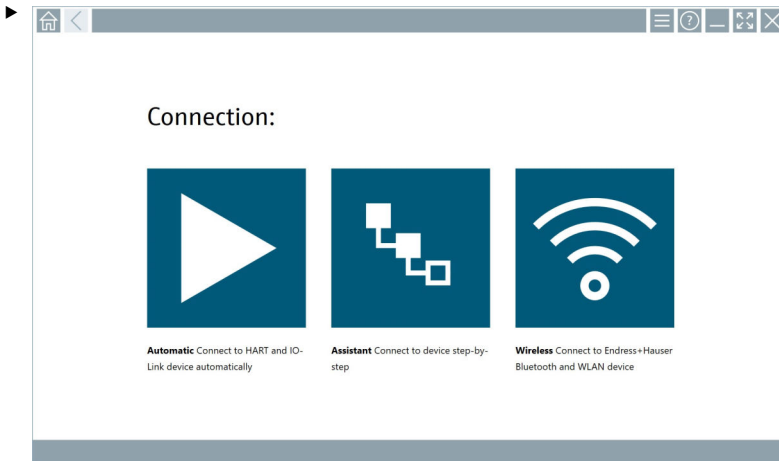 Connection:
Automatic Connect to HART and IO-
Link device automatically
Assistant Connect to device step-by-
step
Wireless Connect to Endress+Hauser
Bluetooth and WLAN device